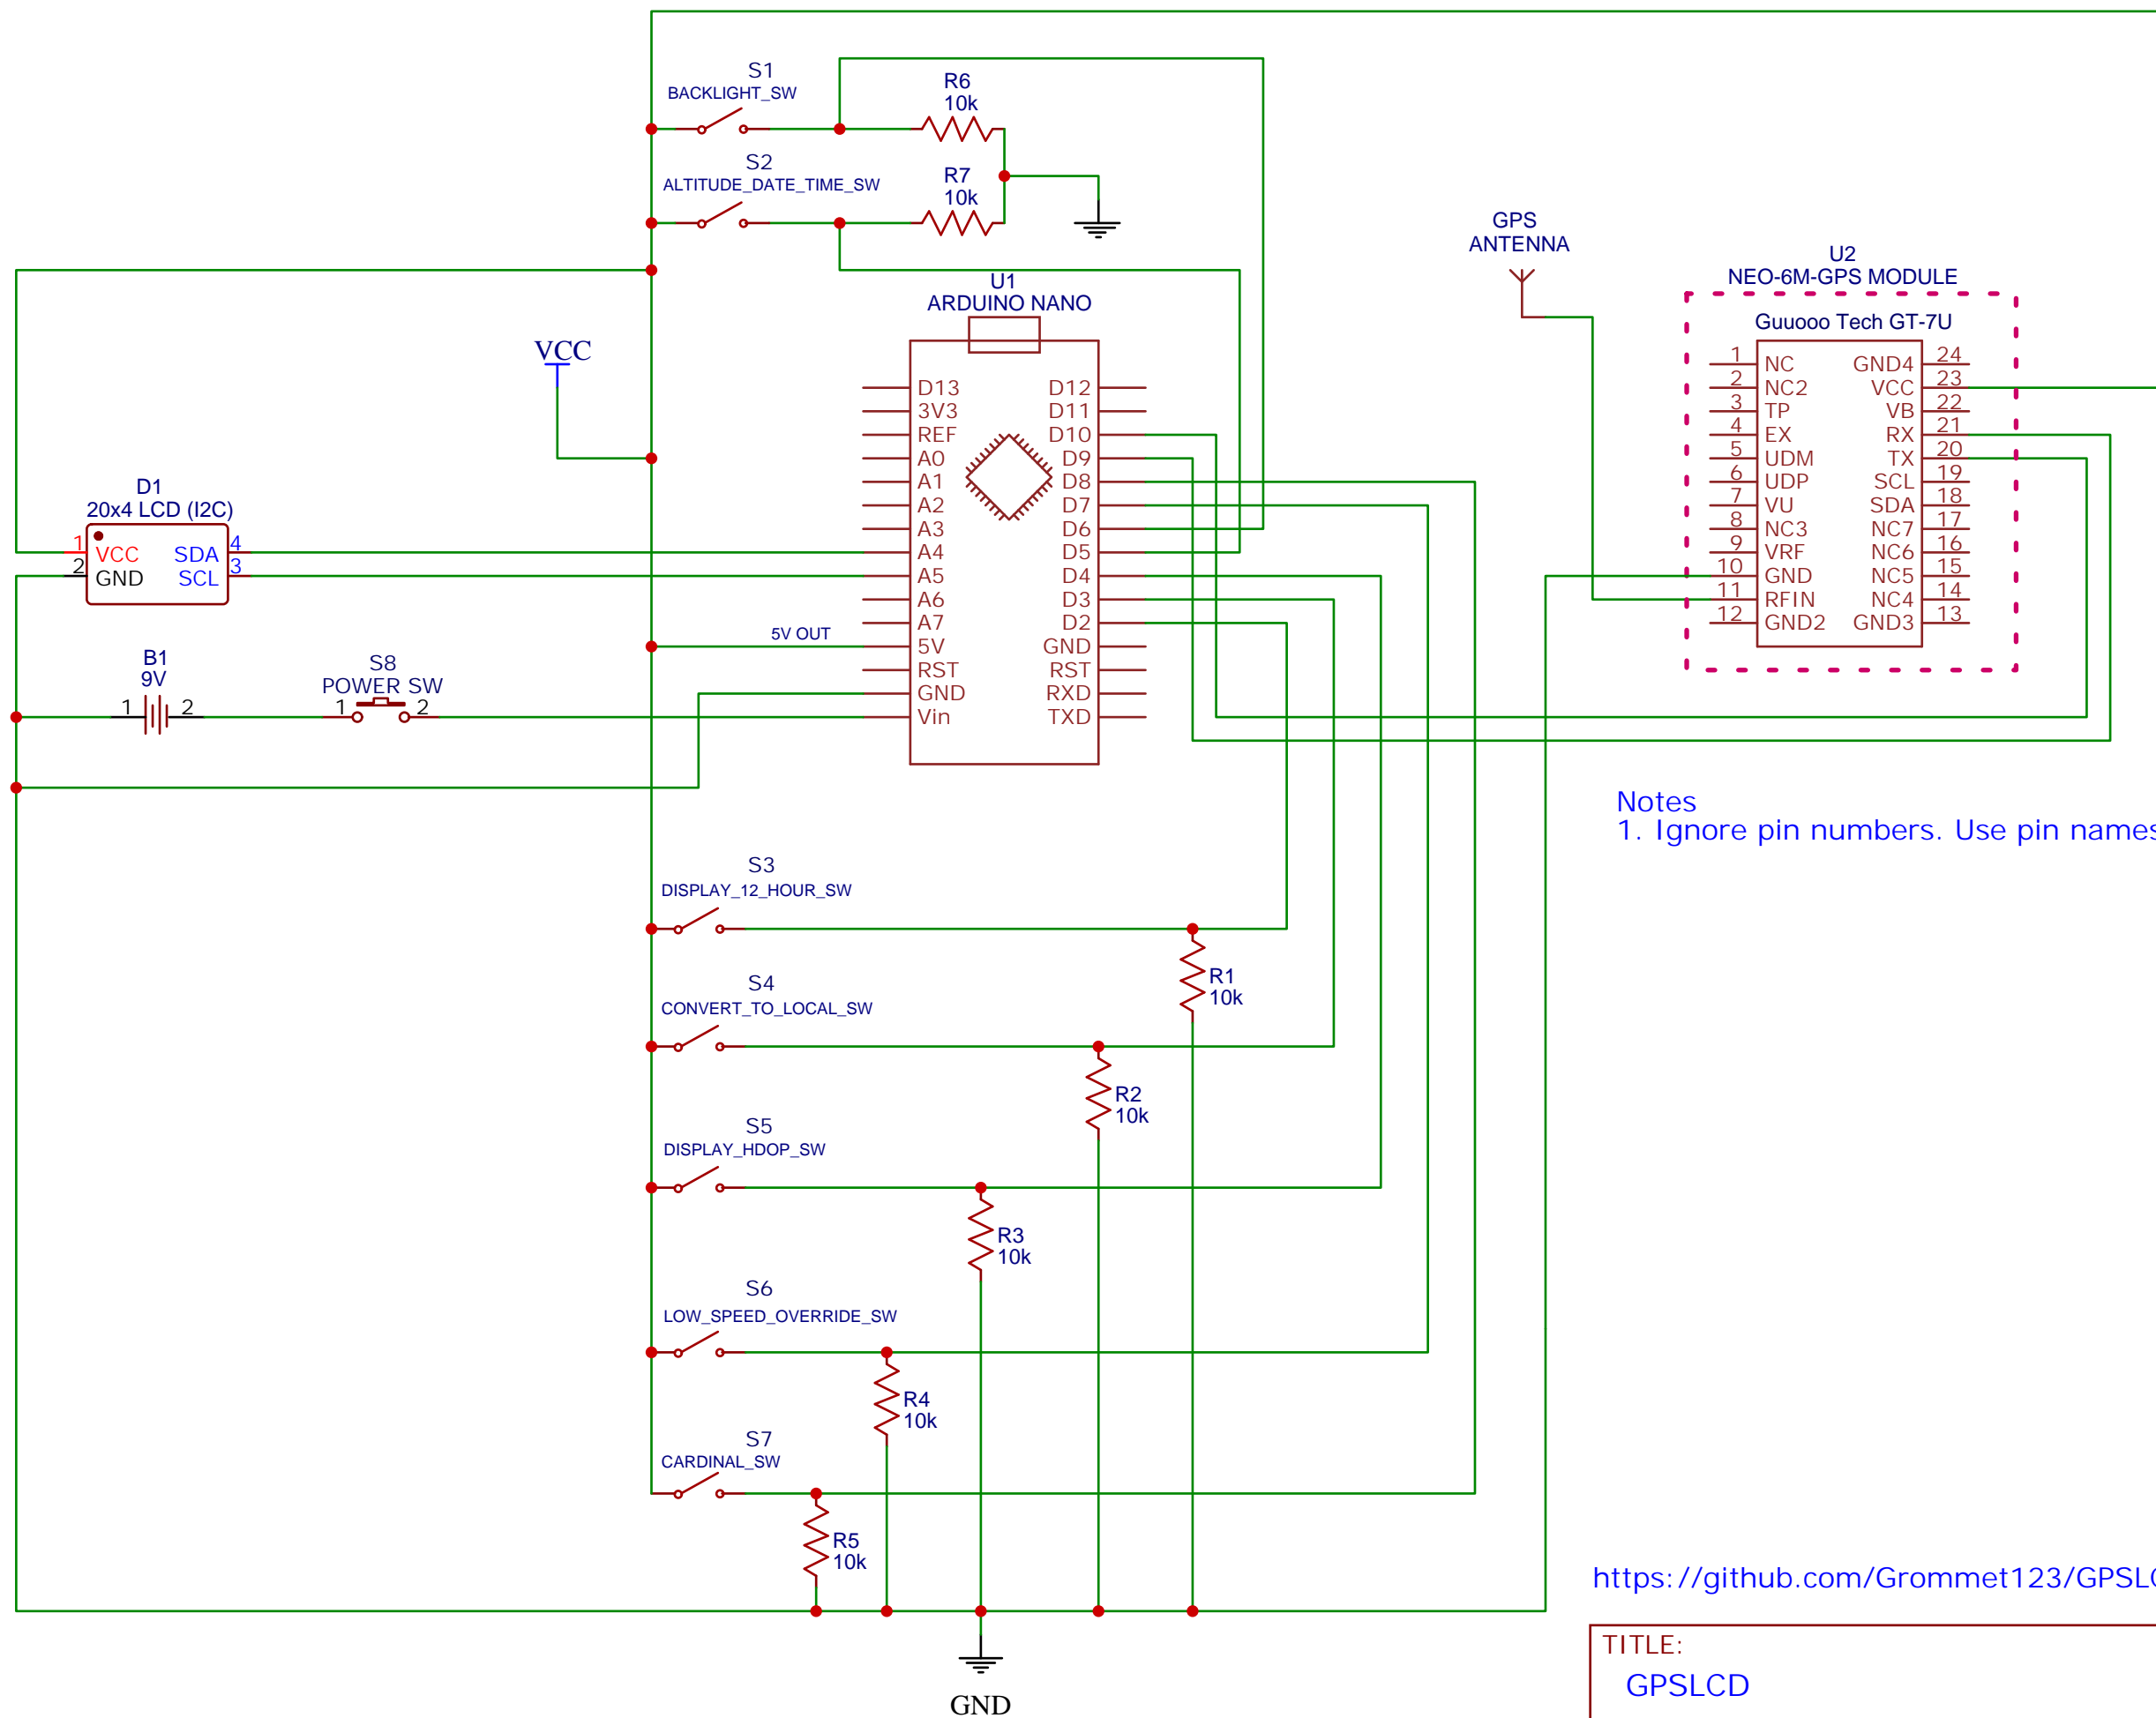 S1
BACKLIGHT_SW
R6
10k
S2
ALTITUDE_DATE_TIME_SW
R7
10k
GPS
ANTENNA
U2
NEO-6M-GPS MODULE
Guuooo Tech GT-7U
1 NC GND4 24
2 NC2 VCC 23
3 TP VB 22
4 EX RX 21
5 UDM TX 20
6 UDP SCL 19
7 VU SDA 18
8 NC3 NC7 17
9 VRF NC6 16
10 GND NC5 15
11 RFIN NC4 14
12 GND2 GND3 13
U1
ARDUINO NANO
D13 D12
3V3 D11
REF D10
A0 D9
A1 D8
A2 D7
A3 D6
A4 D5
A5 D4
A6 D3
A7 D2
5V OUT 5V GND
RST RST
GND RXD
Vin TXD
VCC
D1
20x4 LCD (I2C)
1 VCC SDA 4
2 GND SCL 3
B1
9V
1 2
S8
POWER SW
1 2
Notes
1. Ignore pin numbers. Use pin names
S3
DISPLAY_12_HOUR_SW
R1
10k
S4
CONVERT_TO_LOCAL_SW
R2
10k
S5
DISPLAY_HDOP_SW
R3
10k
S6
LOW_SPEED_OVERRIDE_SW
R4
10k
S7
CARDINAL_SW
R5
10k
GND
https://github.com/Grommet123/GPSL
TITLE:
GPSLCD